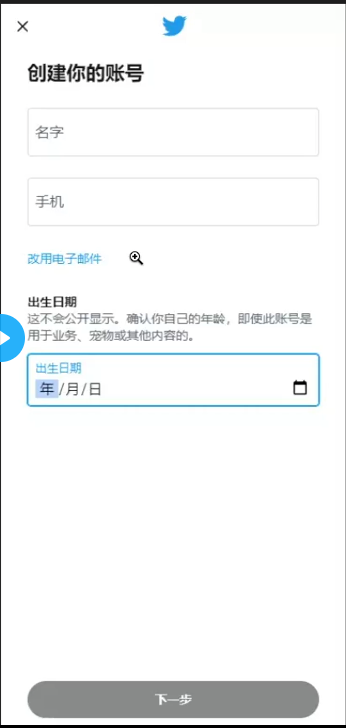 创建你的账号
名字
手机
改用电子邮件
出生日期
这不会公开显示。确认你自己的年龄，即使此账号是
用于业务、宠物或其他内容的。
出生日期
年/月/日
下一步